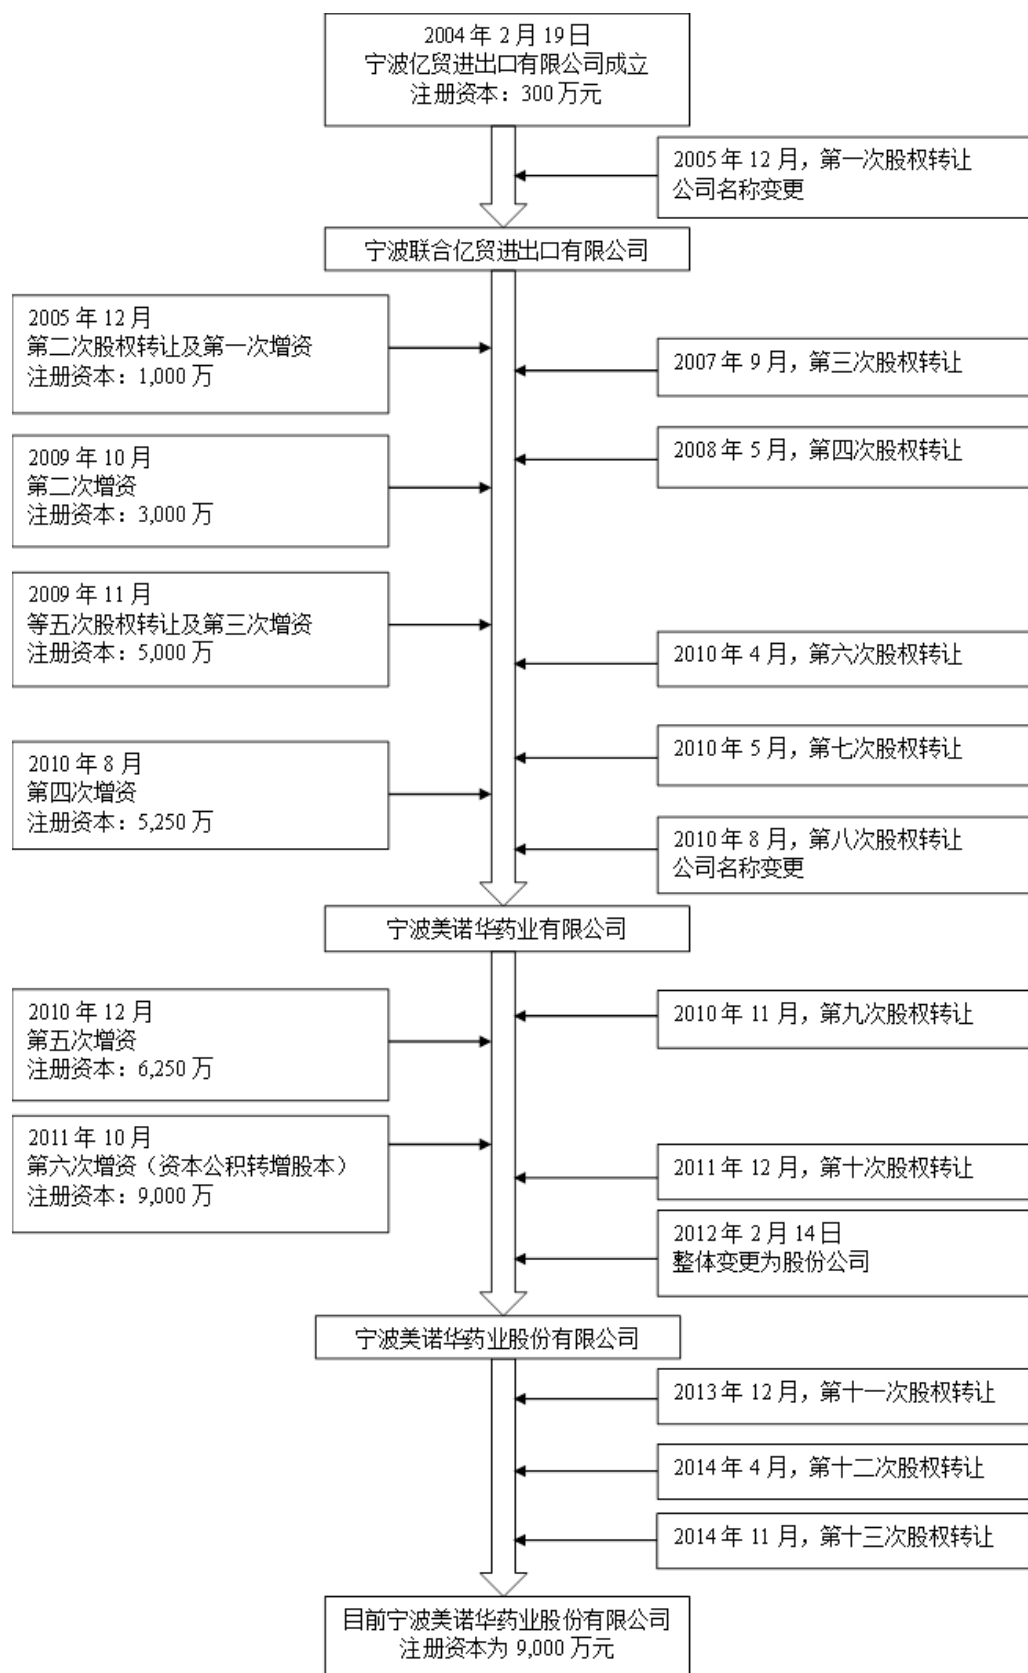 2004 年 2 月 19 日
宁波亿贸进出口有限公司成立
注册资本：300 万元
2005 年 12 月，第一次股权转让
公司名称变更
宁波联合亿贸进出口有限公司
2005 年 12 月
第二次股权转让及第一次增资
注册资本：1,000 万
2007 年 9 月，第三次股权转让
2008 年 5 月，第四次股权转让
2009 年 10 月
第二次增资
注册资本：3,000 万
2009 年 11 月
等五次股权转让及第三次增资
注册资本：5,000 万
2010 年 4 月，第六次股权转让
2010 年 5 月，第七次股权转让
2010 年 8 月
第四次增资
注册资本：5,250 万
2010 年 8 月，第八次股权转让
公司名称变更
宁波美诺华药业有限公司
2010 年 12 月
第五次增资
注册资本：6,250 万
2010 年 11 月，第九次股权转让
2011 年 10 月
第六次增资（资本公积转增股本）
注册资本：9,000 万
2011 年 12 月，第十次股权转让
2012 年 2 月 14 日
整体变更为股份公司
宁波美诺华药业股份有限公司
2013 年 12 月，第十一次股权转让
2014 年 4 月，第十二次股权转让
2014 年 11 月，第十三次股权转让
目前宁波美诺华药业股份有限公司
注册资本为 9,000 万元